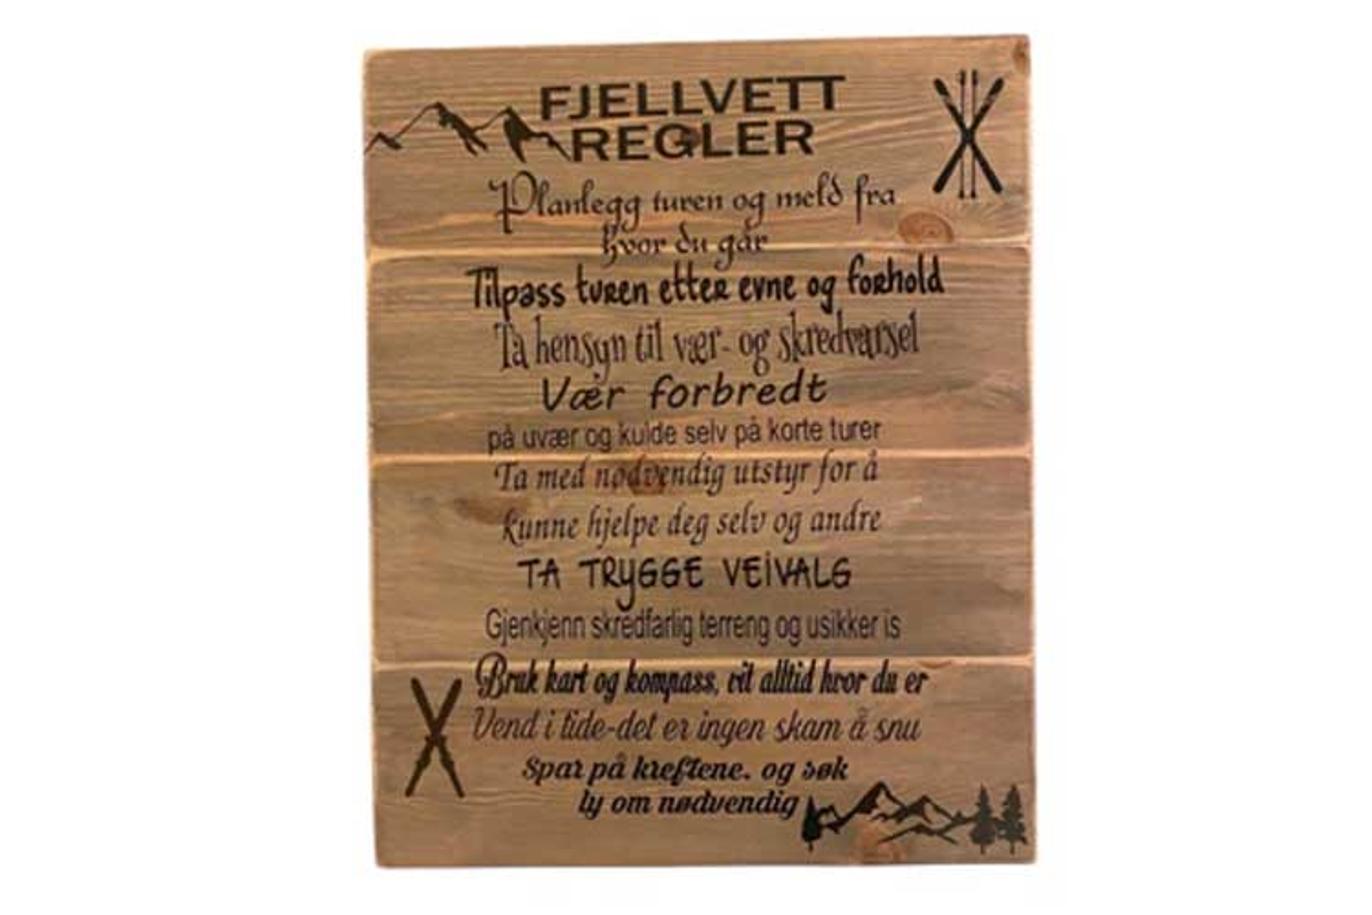 FJELLVETT
REGLER
Planlegg turen og meld fra
hvor du går
Tilpass turen etter evne og forhold
Ta hensyn til vær- og skredvarsel
Vær forbredt
på uvær og kulde selv på korte turer
Ta med nødvendig utstyr for å
kunne hjelpe deg selv og andre
TA TRYGGE VEIVALG
Gjenkjenn skredfarlig terreng og usikker is
Bruk kart og kompass, vit alltid hvor du er
Vend i tide-det er ingen skam å snu
Spar på kreftene. og søk
ly om nødvendig